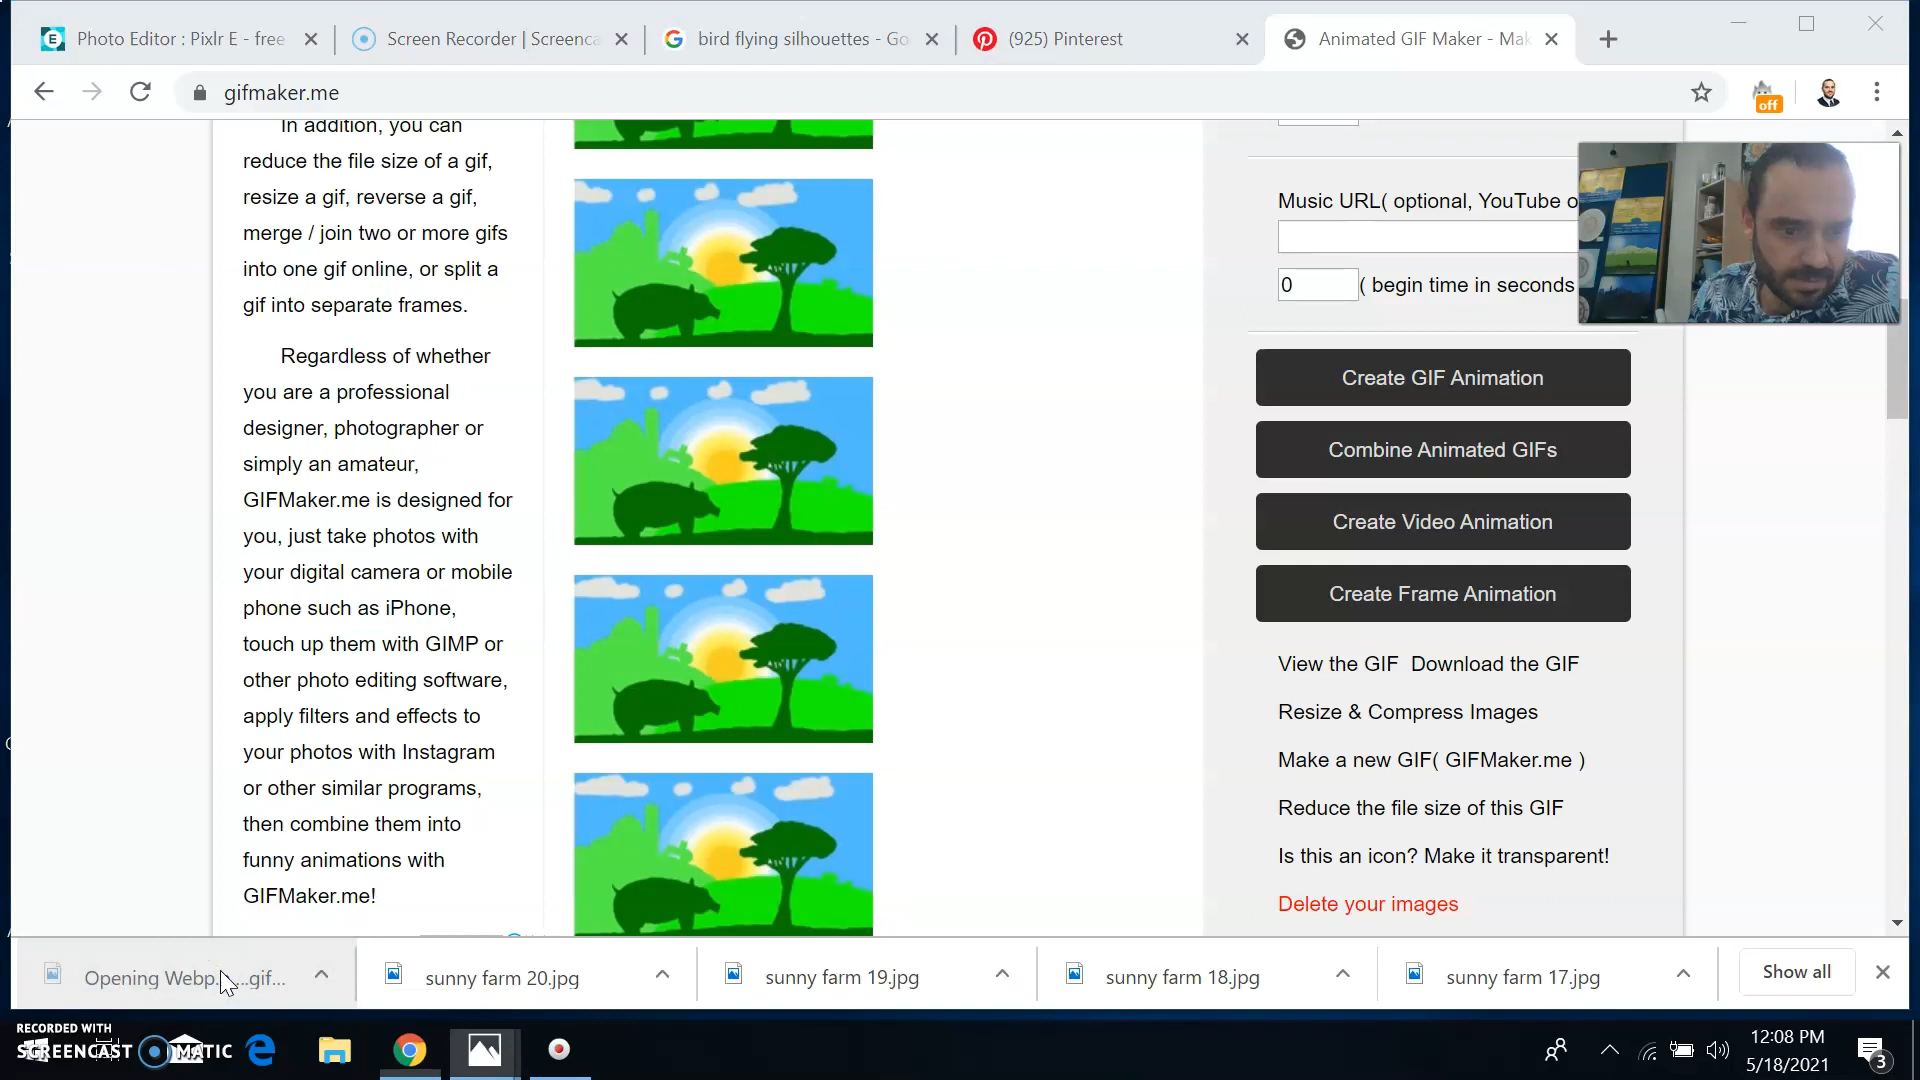 Photo Editor : Pixlr E - free
Screen Recorder | Screenca
bird flying silhouettes - Go
(925) Pinterest
Animated GIF Maker - Mak
gifmaker.me
off
In addition, you can
reduce the file size of a gif,
resize a gif, reverse a gif,
merge / join two or more gifs
into one gif online, or split a
gif into separate frames.
Regardless of whether
you are a professional
designer, photographer or
simply an amateur,
GIFMaker.me is designed for
you, just take photos with
your digital camera or mobile
phone such as iPhone,
touch up them with GIMP or
other photo editing software,
apply filters and effects to
your photos with Instagram
or other similar programs,
then combine them into
funny animations with
GIFMaker.me!
Music URL( optional, YouTube o
0 ( begin time in seconds
Create GIF Animation
Combine Animated GIFs
Create Video Animation
Create Frame Animation
View the GIF Download the GIF
Resize & Compress Images
Make a new GIF( GIFMaker.me )
Reduce the file size of this GIF
Is this an icon? Make it transparent!
Delete your images
Opening Webp......gif...
sunny farm 20.jpg
sunny farm 19.jpg
sunny farm 18.jpg
sunny farm 17.jpg
Show all
RECORDED WITH
SCREENCAST MATIC
12:08 PM
5/18/2021
3